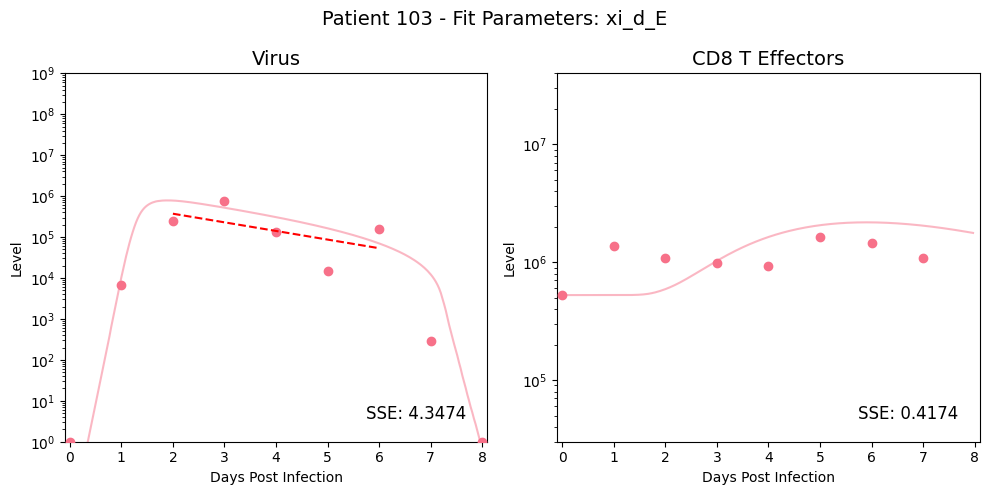 Patient 103 - Fit Parameters: xi_d_E
Virus
CD8 T Effectors
Level
10^9
10^8
10^7
10^6
10^5
10^4
10^3
10^2
10^1
10^0
SSE: 4.3474
0 1 2 3 4 5 6 7 8
Days Post Infection
Level
10^7
10^6
10^5
SSE: 0.4174
0 1 2 3 4 5 6 7 8
Days Post Infection